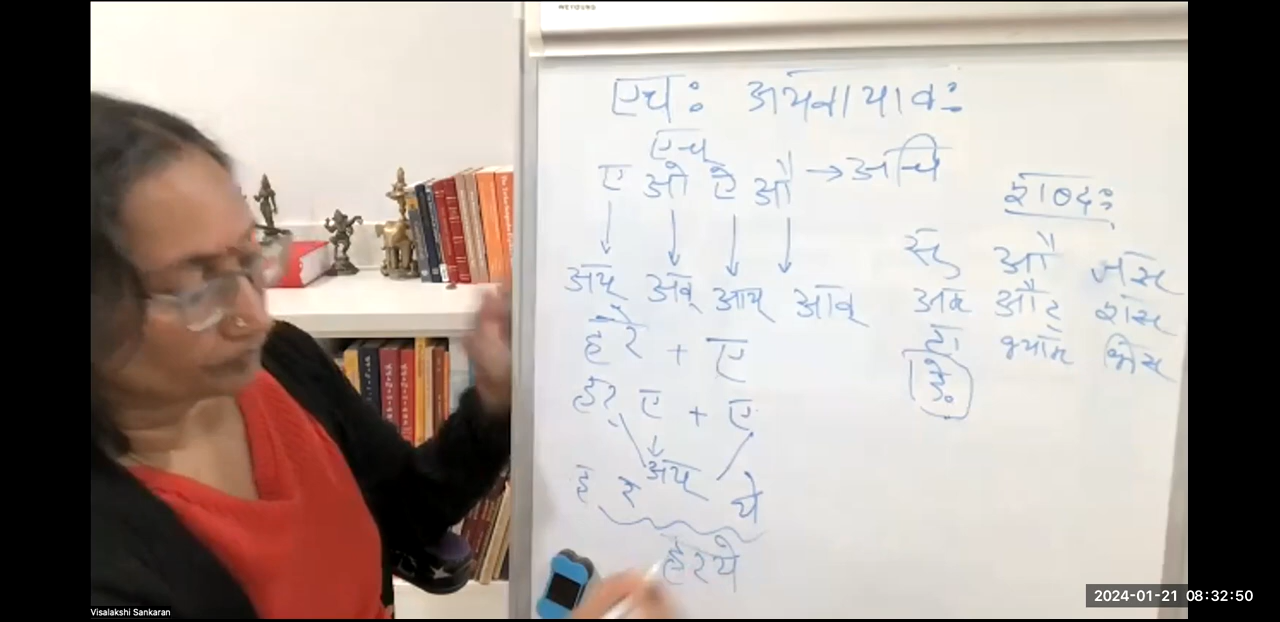 WEYOUNG
एचः अयवायावः
एच्
ए ओ ऐ औ → अचि
अय् अव् आय् आव्
हरे + ए
हर् ए + ए
अय्
ह र ये
हरये
शब्दः
सु औ जस्
अम् औट् शस्
टा भ्याम् भिस्
ङे
Visalakshi Sankaran
2024-01-21 08:32:50